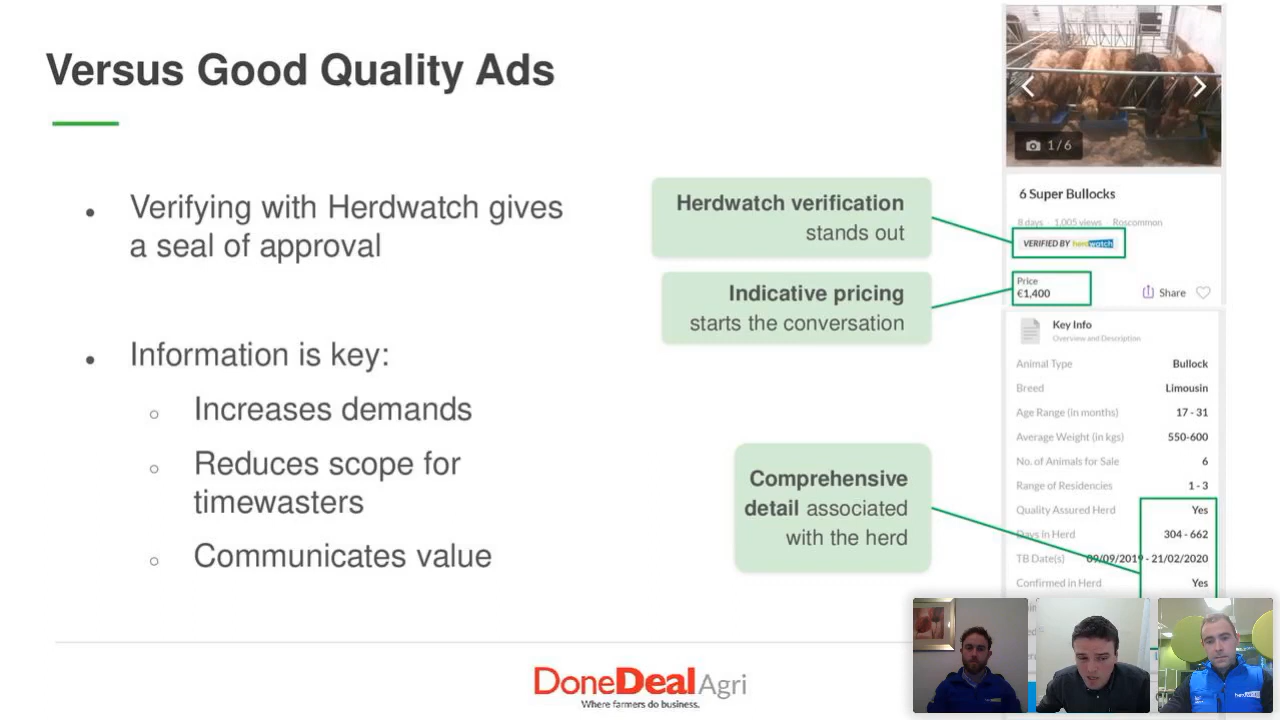 Versus Good Quality Ads
Verifying with Herdwatch gives
a seal of approval
Information is key:
Increases demands
Reduces scope for
timewasters
Communicates value
Herdwatch verification
stands out
Indicative pricing
starts the conversation
Comprehensive
detail associated
with the herd
1/6
6 Super Bullocks
8 days · 1,005 views · Roscommon
VERIFIED BY herdwatch
Price
€1,400
Share
Key Info
Overview and Description
Animal Type Bullock
Breed Limousin
Age Range (in months) 17 - 31
Average Weight (in kgs) 550-600
No. of Animals for Sale 6
Range of Residencies 1 - 3
Quality Assured Herd Yes
Days in Herd 304 - 662
TB Date(s) 09/09/2019 - 21/02/2020
Confirmed in Herd Yes
DoneDeal Agri
Where farmers do business.